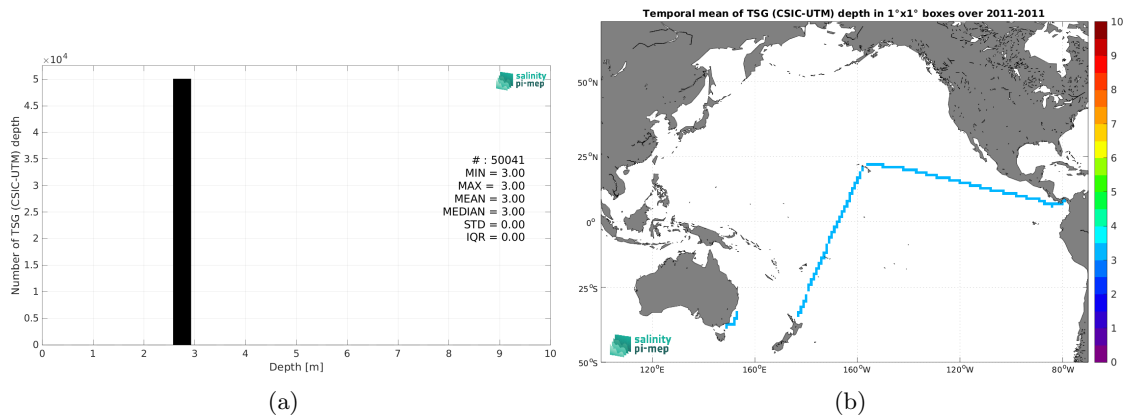 ×10⁴
5
4.5
4
3.5
3
2.5
2
1.5
1
0.5
0
Number of TSG (CSIC-UTM) depth
0 1 2 3 4 5 6 7 8 9 10
Depth [m]
salinity
pi-mep
# : 50041
MIN = 3.00
MAX = 3.00
MEAN = 3.00
MEDIAN = 3.00
STD = 0.00
IQR = 0.00
(a)
Temporal mean of TSG (CSIC-UTM) depth in 1°x1° boxes over 2011-2011
50°N
25°N
0°
25°S
50°S
120°E 160°E 160°W 120°W 80°W
salinity
pi-mep
10
9
8
7
6
5
4
3
2
1
0
(b)